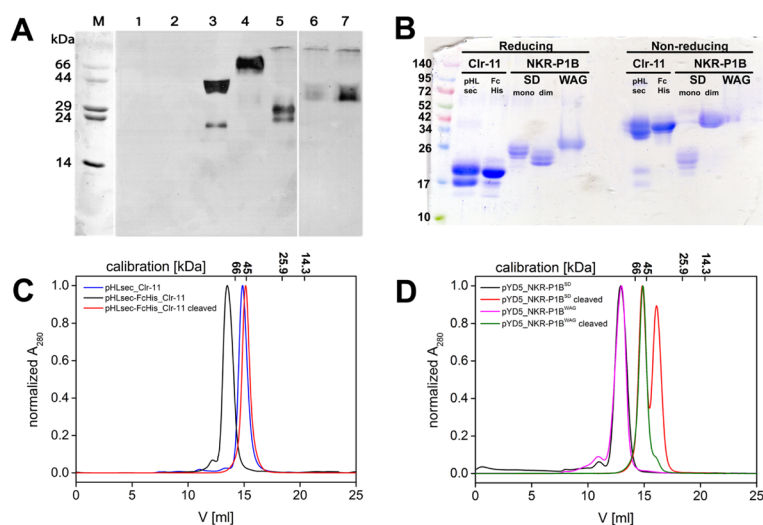 A
M 1 2 3 4 5 6 7
kDa
66
44
29
24
14
B
Reducing Non-reducing
Clr-11 NKR-P1B Clr-11 NKR-P1B
pHL sec Fc His SD WAG pHL sec Fc His SD WAG
mono dim mono dim
140
95
72
52
42
34
26
17
10
C
calibration [kDa] 66 45 25.9 14.3
pHLsec_Clr-11
pHLsec-FcHis_Clr-11
pHLsec-FcHis_Clr-11 cleaved
normalized A280
1.0
0.8
0.6
0.4
0.2
0.0
0 5 10 15 20 25
V [ml]
D
calibration [kDa] 66 45 25.9 14.3
pYD5_NKR-P1BSD
pYD5_NKR-P1BSD cleaved
pYD5_NKR-P1BWAG
pYD5_NKR-P1BWAG cleaved
normalized A280
1.0
0.8
0.6
0.4
0.2
0.0
0 5 10 15 20 25
V [ml]